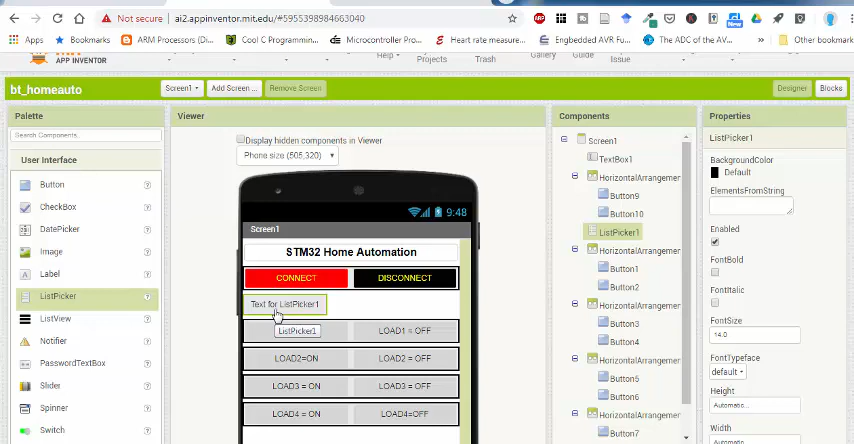 Not secure
ai2.appinventor.mit.edu/#5955398984663040
Apps
Bookmarks
ARM Processors (Di...
Cool C Programmin...
Microcontroller Pro...
Heart rate measure...
Engbedded AVR Fu...
The ADC of the AV...
Other bookmark
New
APP INVENTOR
Projects
Help
Trash
Extensions
Gallery
Guide
Issue
bt_homeauto
Screen1
Add Screen ...
Remove Screen
Designer
Blocks
Palette
Search Components...
User Interface
Button
CheckBox
DatePicker
Image
Label
ListPicker
ListView
Notifier
PasswordTextBox
Slider
Spinner
Switch
Viewer
Display hidden components in Viewer
Phone size (505,320)
9:48
Screen1
STM32 Home Automation
CONNECT
DISCONNECT
Text for ListPicker1
ListPicker1
LOAD1 = OFF
LOAD2=ON
LOAD2 = OFF
LOAD3 = ON
LOAD3 = OFF
LOAD4 = ON
LOAD4=OFF
Components
Screen1
TextBox1
HorizontalArrangemer
Button9
Button10
ListPicker1
HorizontalArrangemer
Button1
Button2
HorizontalArrangemer
Button3
Button4
HorizontalArrangemer
Button5
Button6
HorizontalArrangemer
Button7
Properties
ListPicker1
BackgroundColor
Default
ElementsFromString
Enabled
FontBold
FontItalic
FontSize
14.0
FontTypeface
default
Height
Automatic...
Width